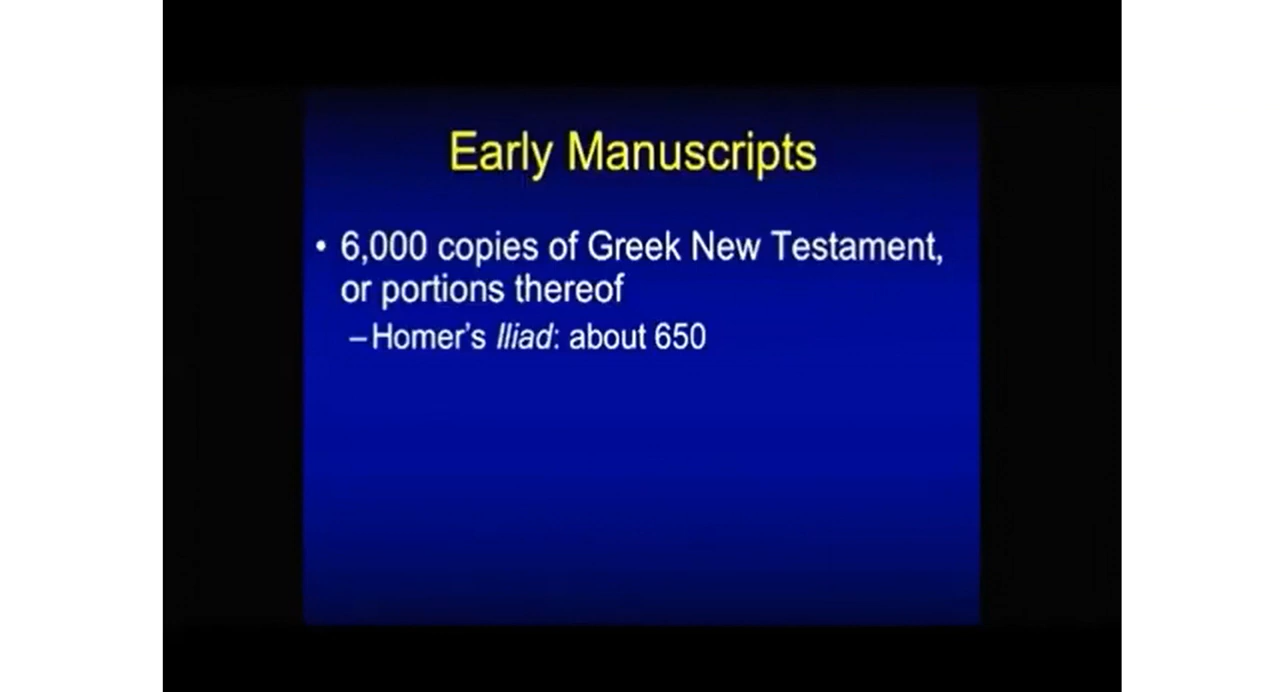 Early Manuscripts
• 6,000 copies of Greek New Testament,
or portions thereof
–Homer's Iliad: about 650